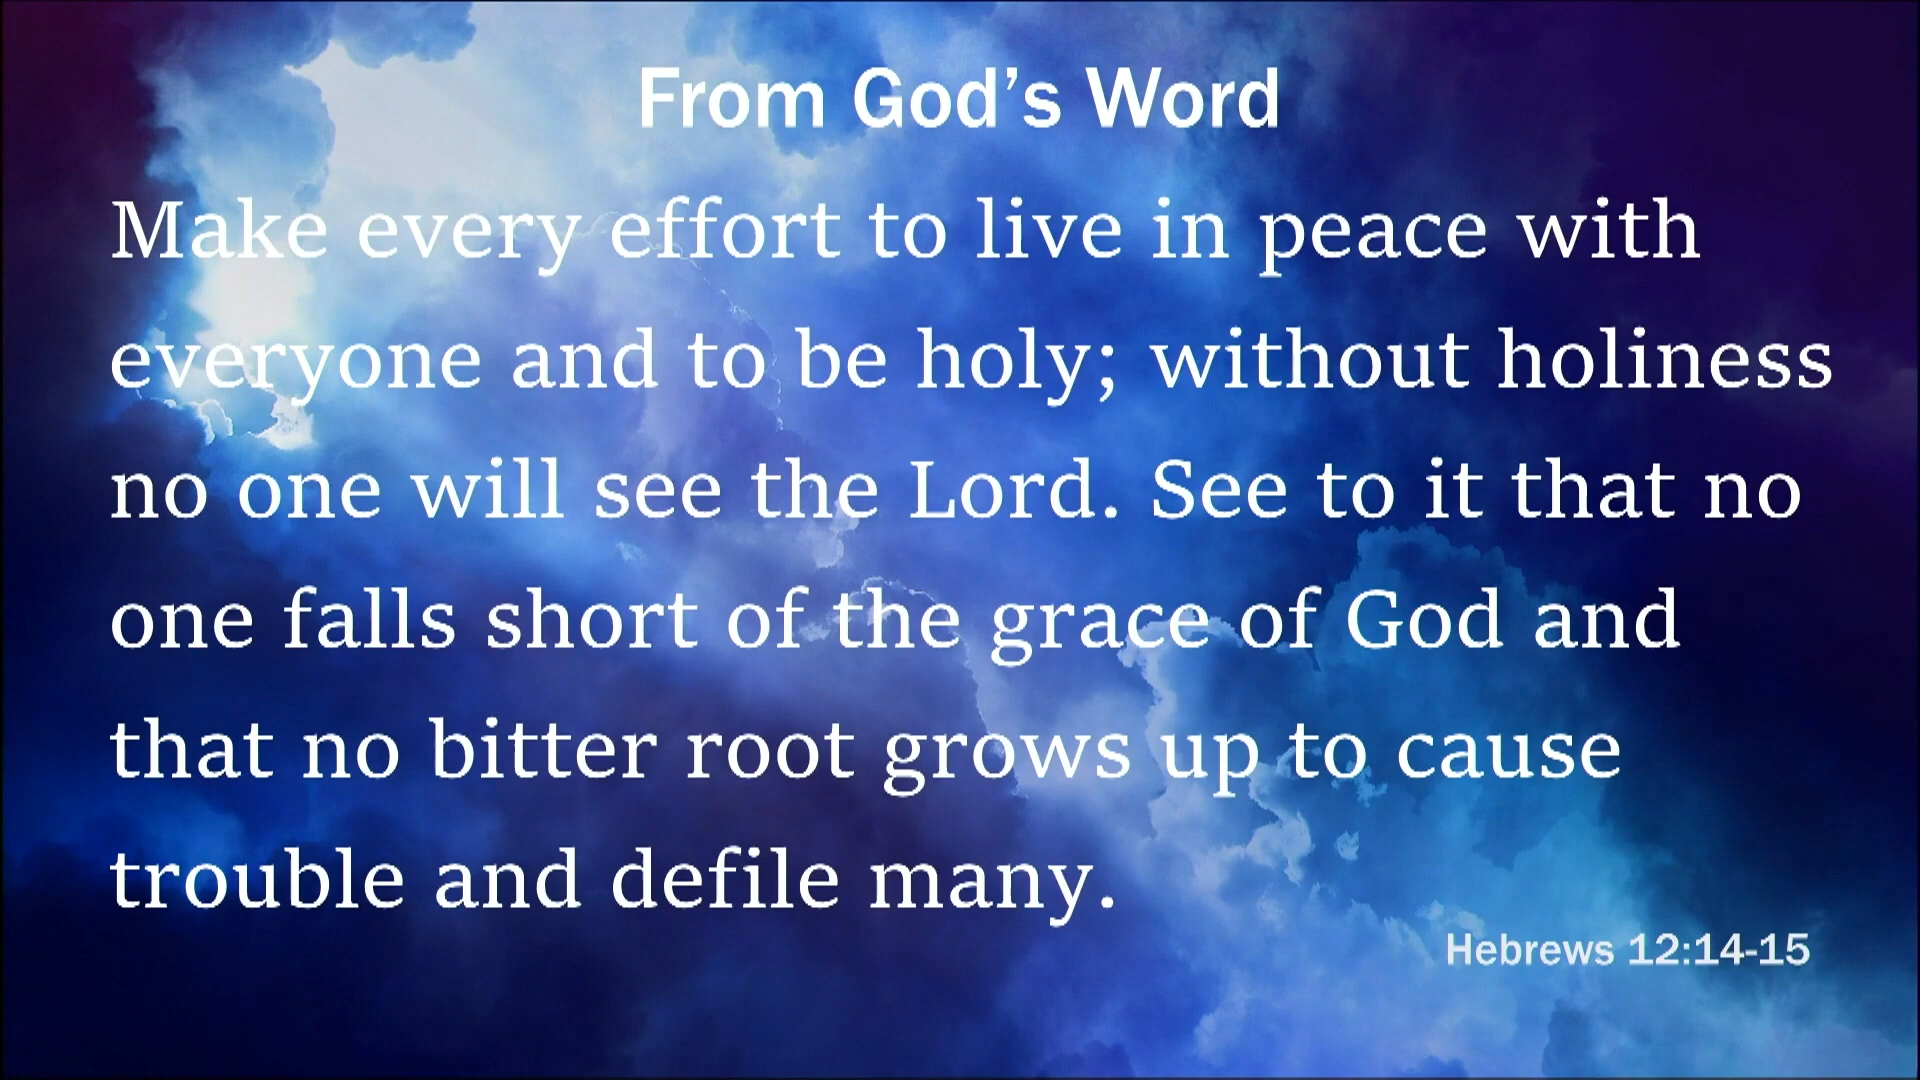 From God’s Word
Make every effort to live in peace with
everyone and to be holy; without holiness
no one will see the Lord. See to it that no
one falls short of the grace of God and
that no bitter root grows up to cause
trouble and defile many.
Hebrews 12:14-15